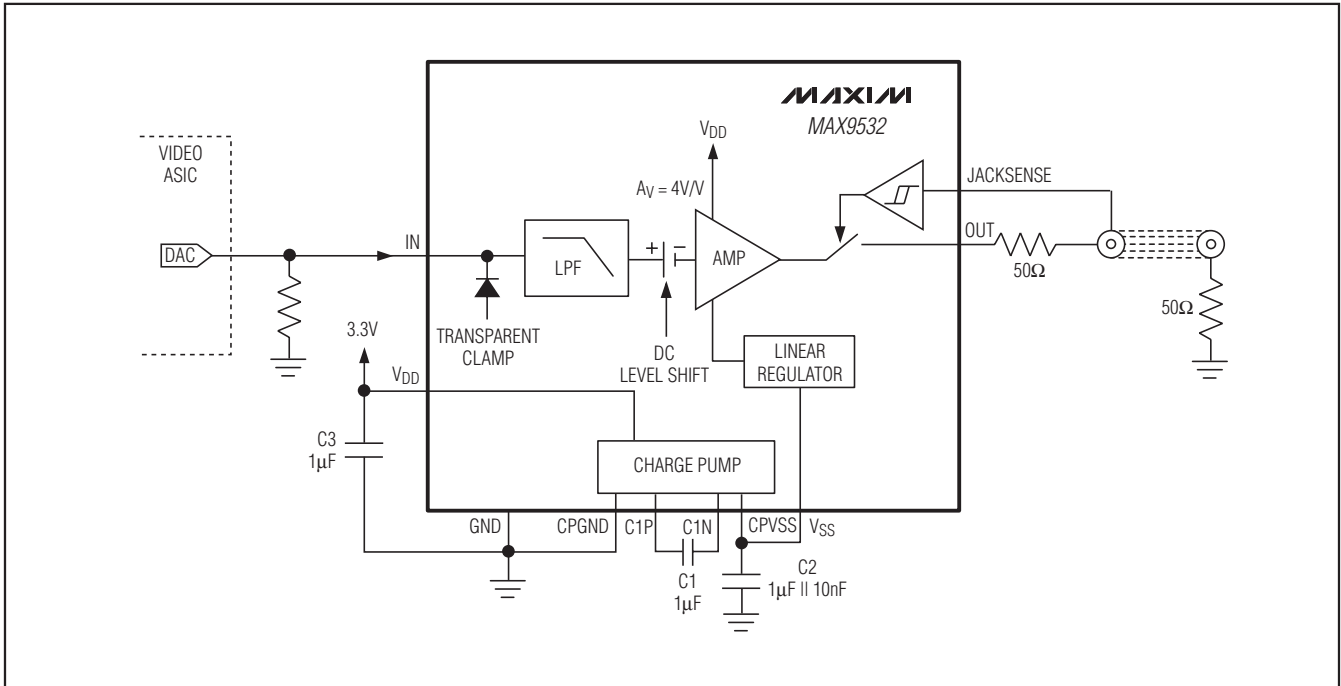 MAXIM
MAX9532
VIDEO
ASIC
DAC
IN
LPF
TRANSPARENT
CLAMP
+
−
DC
LEVEL SHIFT
AV = 4V/V
VDD
AMP
JACKSENSE
OUT
50Ω
50Ω
LINEAR
REGULATOR
3.3V
VDD
C3
1µF
CHARGE PUMP
GND
CPGND
C1P
C1N
CPVSS
VSS
C1
1µF
C2
1µF II 10nF